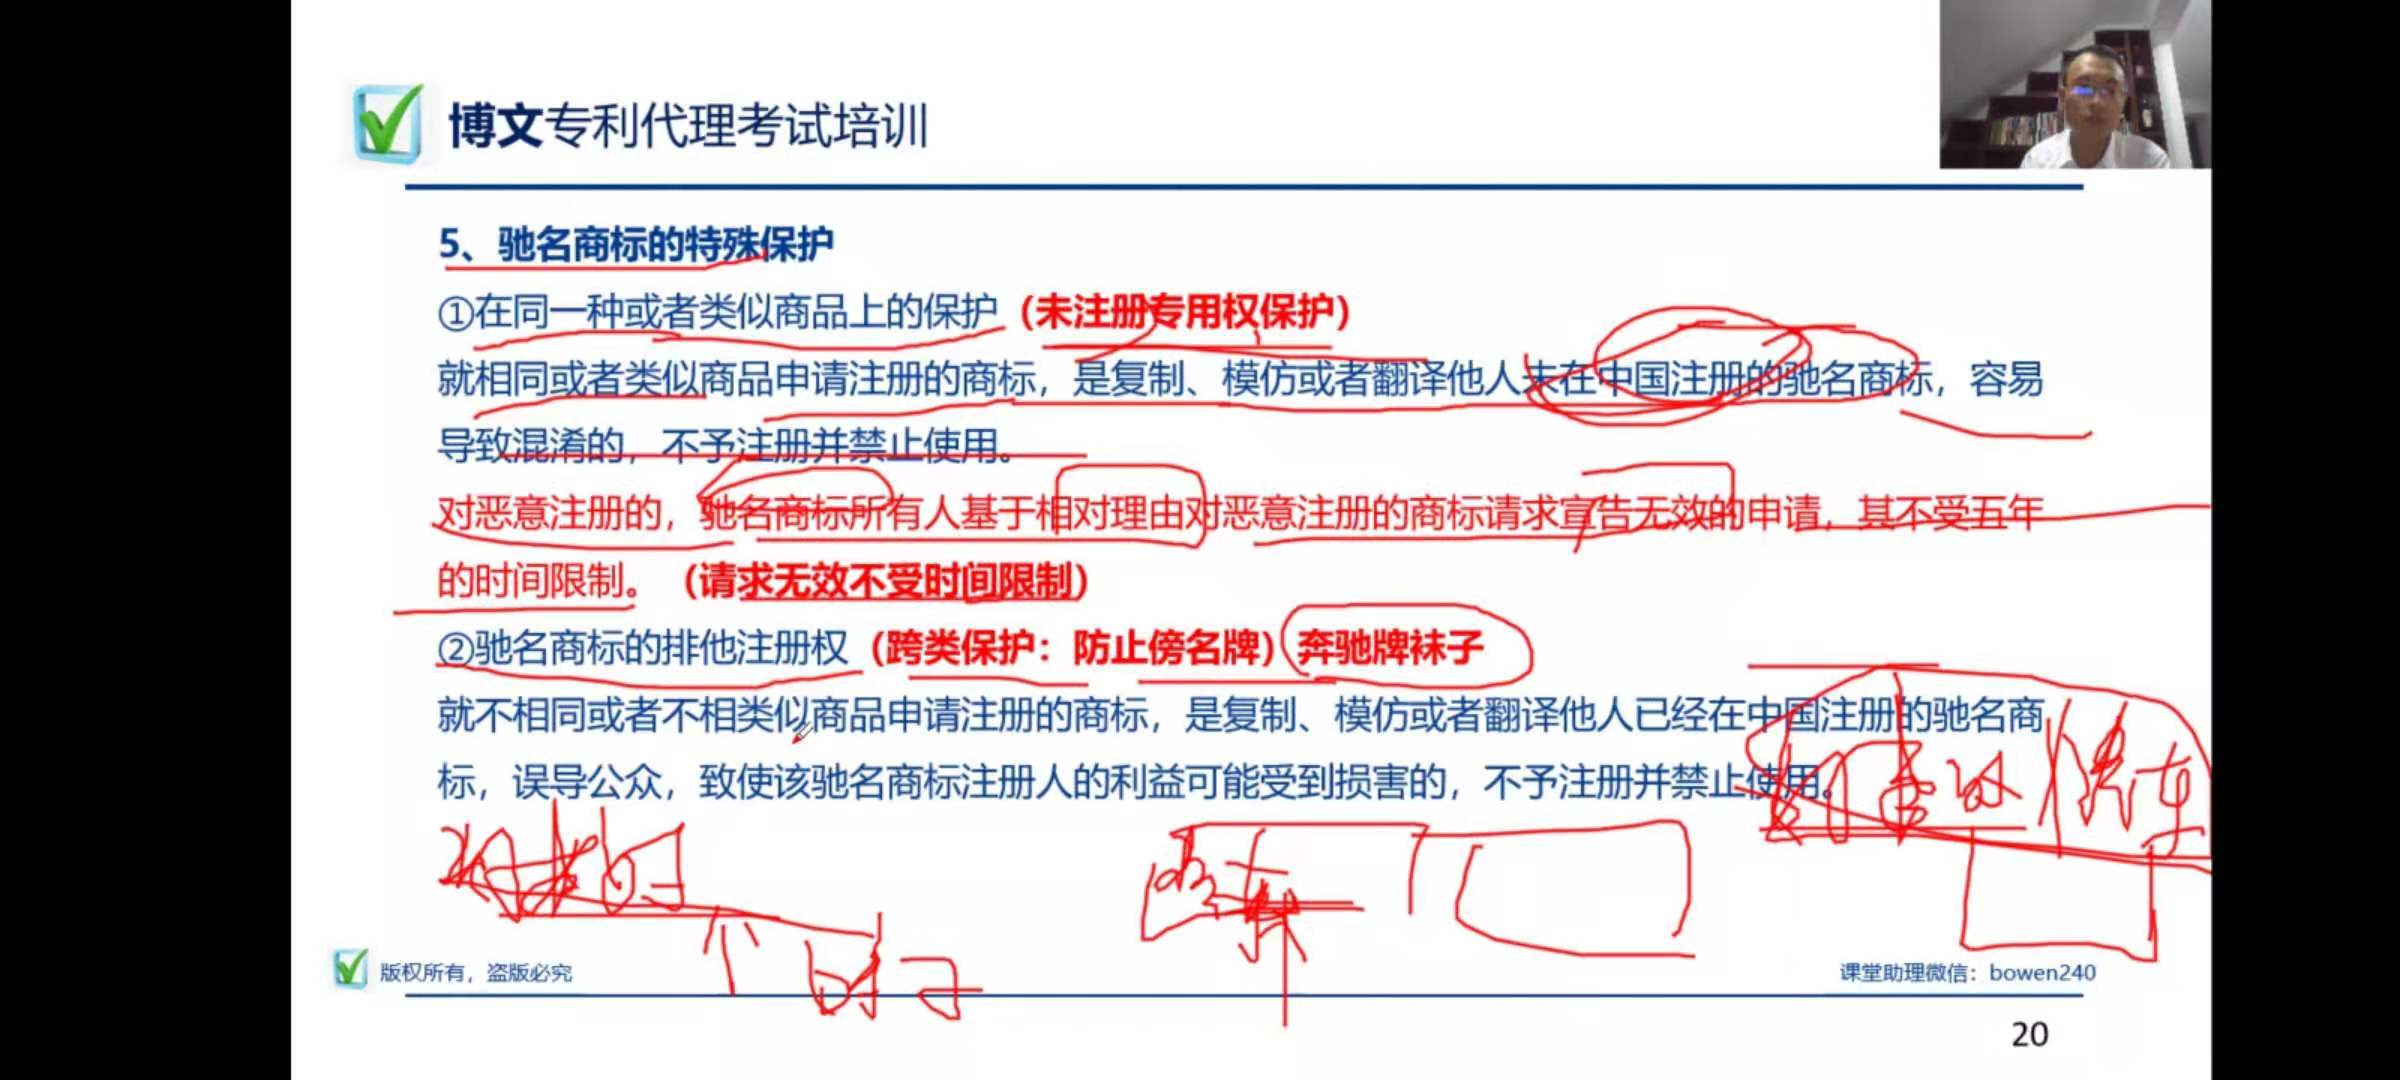 博文专利代理考试培训
5、驰名商标的特殊保护
①在同一种或者类似商品上的保护（未注册专用权保护）
就相同或者类似商品申请注册的商标，是复制、模仿或者翻译他人未在中国注册的驰名商标，容易
导致混淆的，不予注册并禁止使用。
对恶意注册的，驰名商标所有人基于相对理由对恶意注册的商标请求宣告无效的申请，其不受五年
的时间限制。（请求无效不受时间限制）
②驰名商标的排他注册权（跨类保护：防止傍名牌）奔驰牌袜子
就不相同或者不相类似商品申请注册的商标，是复制、模仿或者翻译他人已经在中国注册的驰名商
标，误导公众，致使该驰名商标注册人的利益可能受到损害的，不予注册并禁止使用。
版权所有，盗版必究
课堂助理微信：bowen240
20